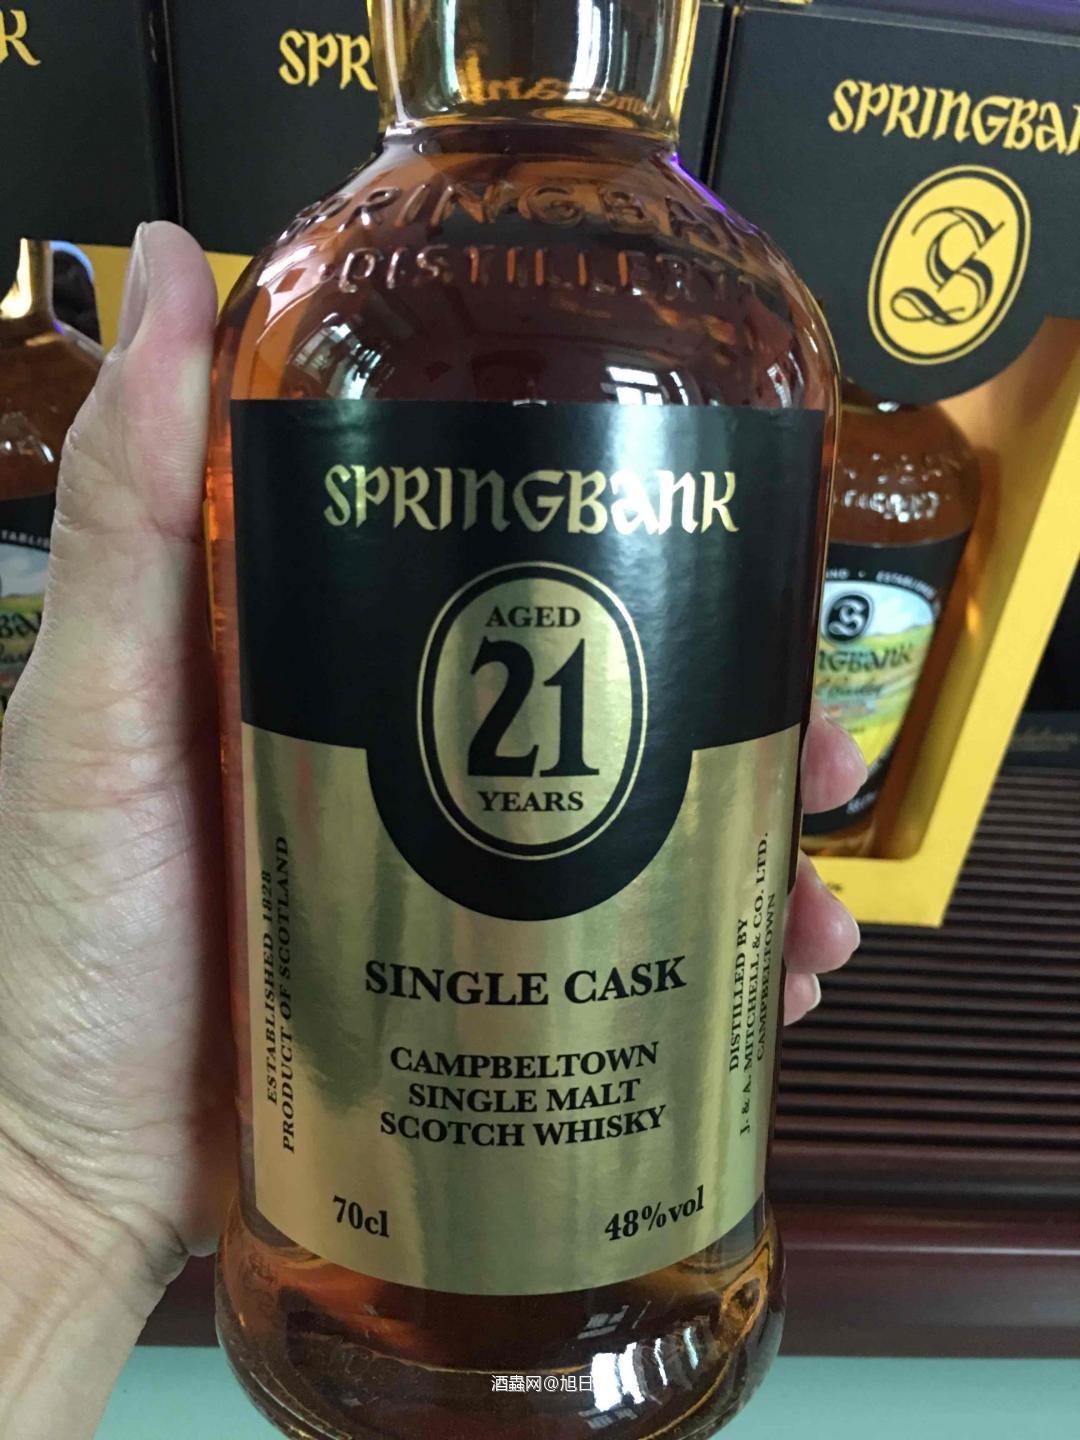 SPRINGBANK
SPRINGBANK
DISTILLERY
SPRINGBANK
AGED
21
YEARS
SINGLE CASK
CAMPBELTOWN
SINGLE MALT
SCOTCH WHISKY
70cl
48%vol
ESTABLISHED 1828
PRODUCT OF SCOTLAND
DISTILLED BY
J. & A. MITCHELL & CO. LTD.
CAMPBELTOWN
S
S
酒蟲网@旭日